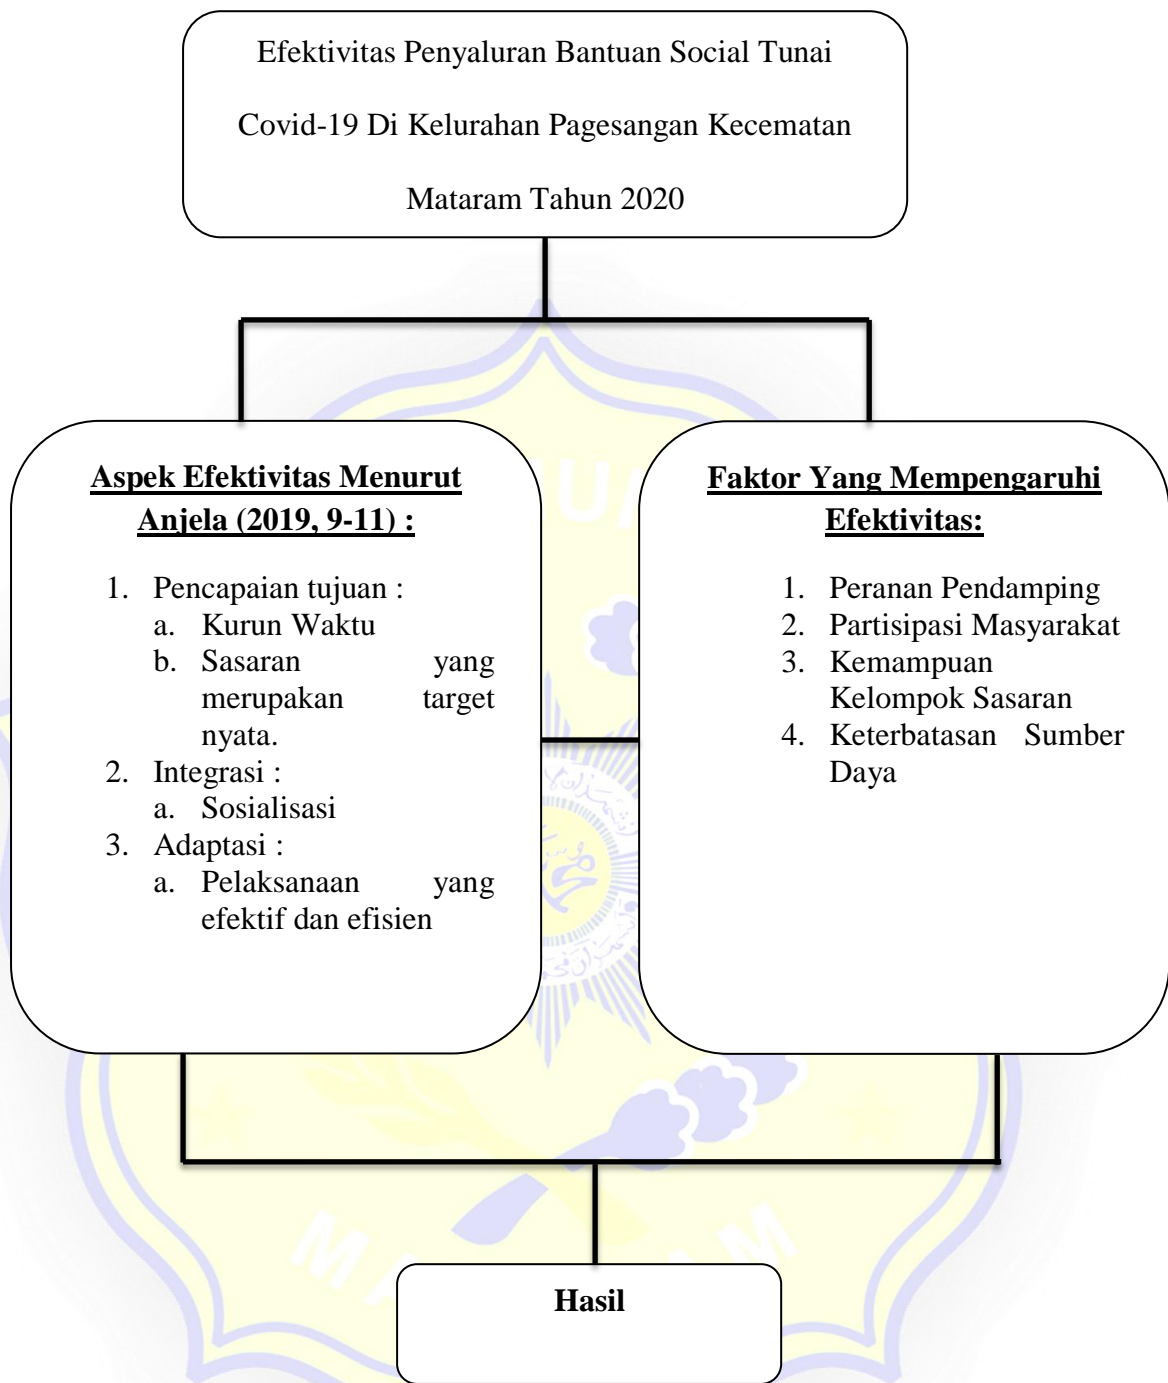 Efektivitas Penyaluran Bantuan Social Tunai
Covid-19 Di Kelurahan Pagesangan Kecematan
Mataram Tahun 2020
Aspek Efektivitas Menurut
Anjela (2019, 9-11) :
1. Pencapaian tujuan :
a. Kurun Waktu
b. Sasaran yang
merupakan target
nyata.
2. Integrasi :
a. Sosialisasi
3. Adaptasi :
a. Pelaksanaan yang
efektif dan efisien
Faktor Yang Mempengaruhi
Efektivitas:
1. Peranan Pendamping
2. Partisipasi Masyarakat
3. Kemampuan
Kelompok Sasaran
4. Keterbatasan Sumber
Daya
Hasil